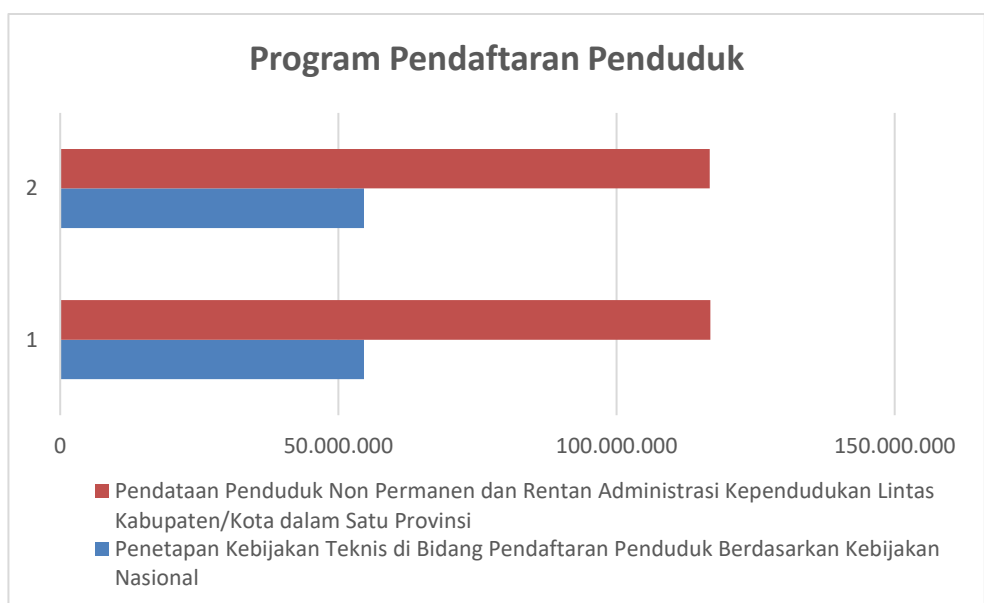 Program Pendaftaran Penduduk
2
1
0 50.000.000 100.000.000 150.000.000
Pendataan Penduduk Non Permanen dan Rentan Administrasi Kependudukan Lintas
Kabupaten/Kota dalam Satu Provinsi
Penetapan Kebijakan Teknis di Bidang Pendaftaran Penduduk Berdasarkan Kebijakan
Nasional